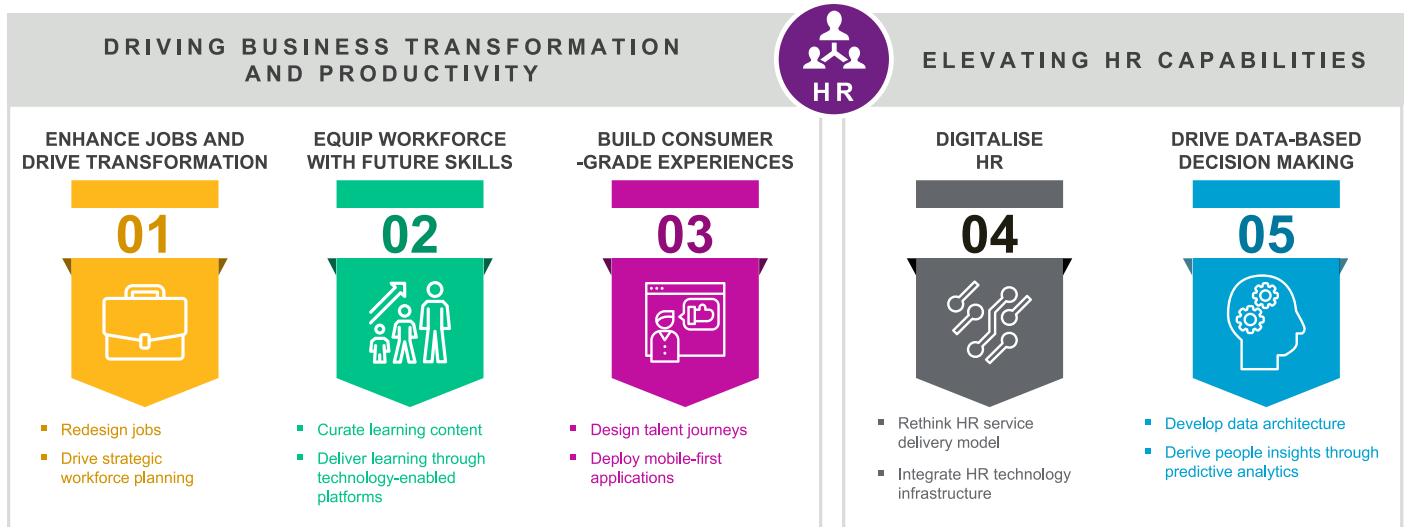 DRIVING BUSINESS TRANSFORMATION
AND PRODUCTIVITY
HR
ELEVATING HR CAPABILITIES
ENHANCE JOBS AND
DRIVE TRANSFORMATION
01
▪ Redesign jobs
▪ Drive strategic
workforce planning
EQUIP WORKFORCE
WITH FUTURE SKILLS
02
▪ Curate learning content
▪ Deliver learning through
technology-enabled
platforms
BUILD CONSUMER
-GRADE EXPERIENCES
03
▪ Design talent journeys
▪ Deploy mobile-first
applications
DIGITALISE
HR
04
▪ Rethink HR service
delivery model
▪ Integrate HR technology
infrastructure
DRIVE DATA-BASED
DECISION MAKING
05
▪ Develop data architecture
▪ Derive people insights through
predictive analytics